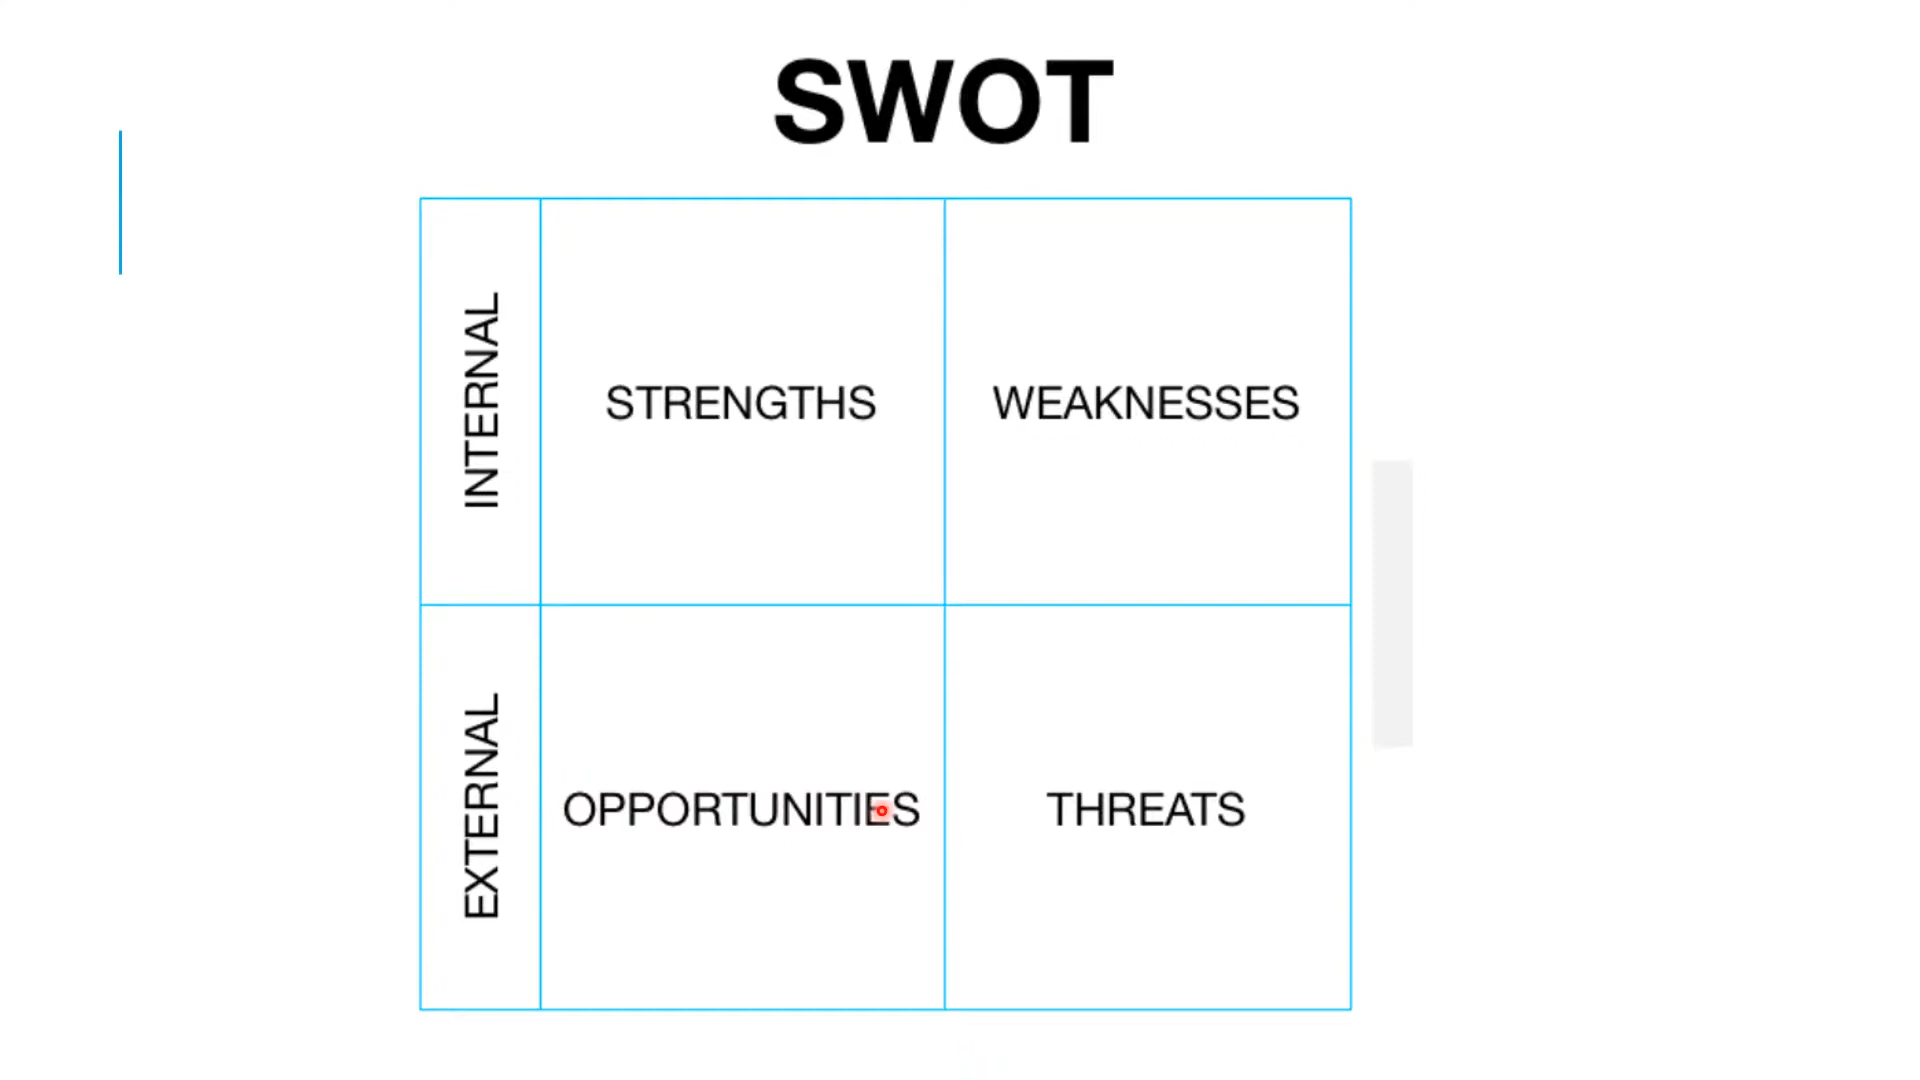 SWOT
INTERNAL
STRENGTHS
WEAKNESSES
EXTERNAL
OPPORTUNITIES
THREATS